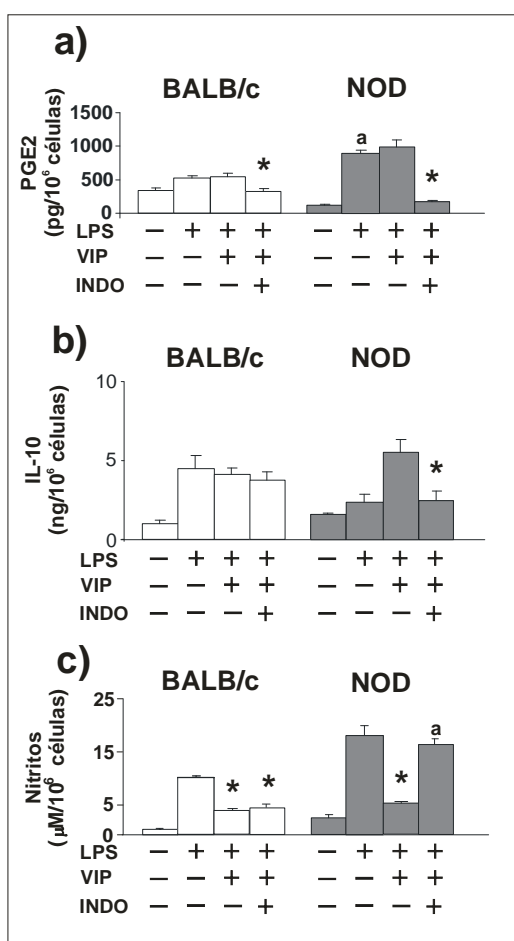 a)
BALB/c NOD
PGE2
(pg/10⁶ células)
1500
1000
500
0
* a *
LPS − + + + − + + +
VIP − − + + − − + +
INDO − − − + − − − +
b)
BALB/c NOD
IL-10
(ng/10⁶ células)
10
5
0
*
LPS − + + + − + + +
VIP − − + + − − + +
INDO − − − + − − − +
c)
BALB/c NOD
Nitritos
(µM/10⁶ células)
25
15
5
0
* * * a
LPS − + + + − + + +
VIP − − + + − − + +
INDO − − − + − − − +